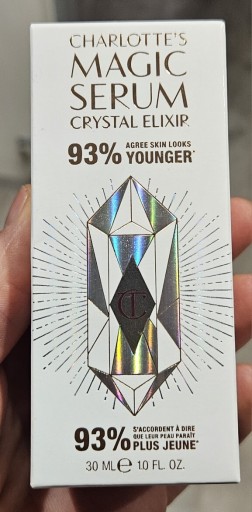 CHARLOTTE'S
MAGIC
SERUM
CRYSTAL ELIXIR
93% AGREE SKIN LOOKS
YOUNGER*
CT
93% S'ACCORDENT À DIRE
QUE LEUR PEAU PARAÎT
PLUS JEUNE*
30 ML ℮ 1.0 FL. OZ.